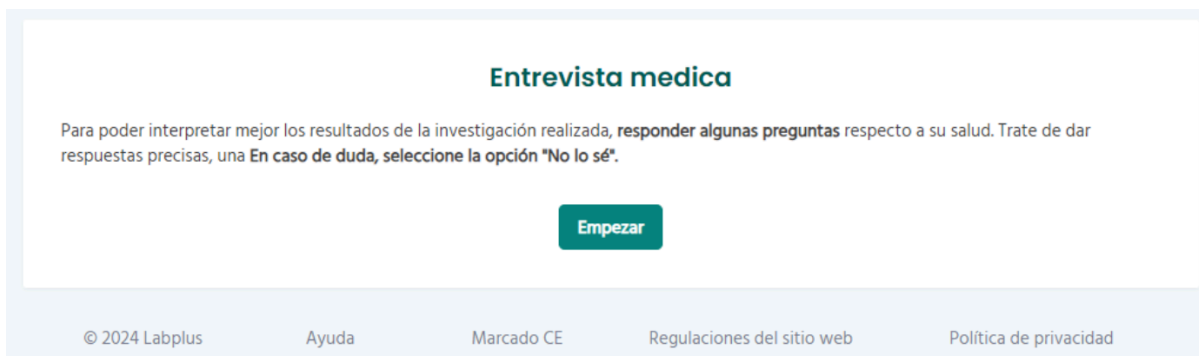 Entrevista medica
Para poder interpretar mejor los resultados de la investigación realizada, responder algunas preguntas respecto a su salud. Trate de dar
respuestas precisas, una En caso de duda, seleccione la opción "No lo sé".
Empezar
© 2024 Labplus Ayuda Marcado CE Regulaciones del sitio web Política de privacidad